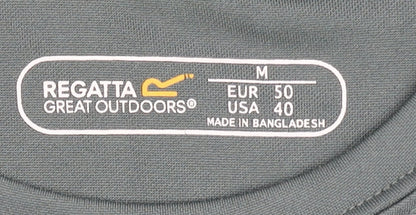 REGATTA
GREAT OUTDOORS®
M
EUR 50
USA 40
MADE IN BANGLADESH